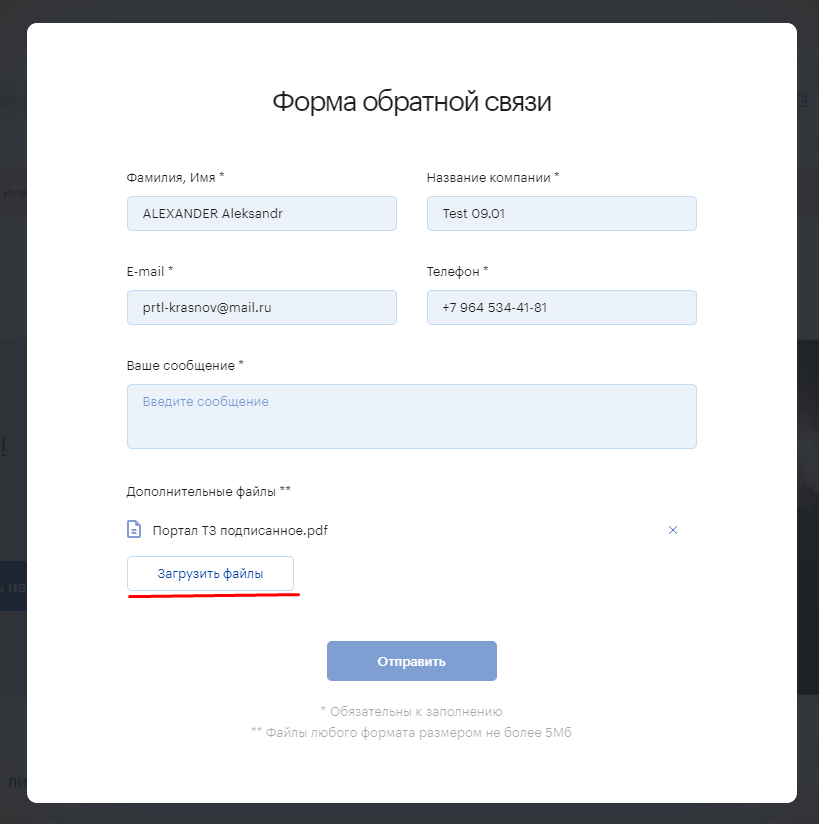 Форма обратной связи
Фамилия, Имя * Название компании *
ALEXANDER Aleksandr Test 09.01
E-mail * Телефон *
prtl-krasnov@mail.ru +7 964 534-41-81
Ваше сообщение *
Введите сообщение
Дополнительные файлы **
Портал ТЗ подписанное.pdf
Загрузить файлы
Отправить
* Обязательны к заполнению
** Файлы любого формата размером не более 5Мб